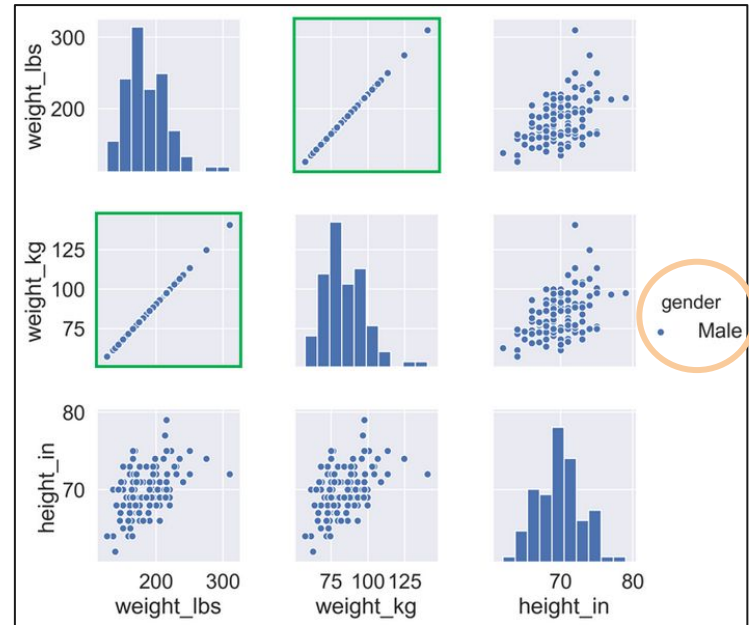 weight_lbs
300
200
weight_kg
125
100
75
gender
Male
height_in
80
70
200 300
weight_lbs
75 100 125
weight_kg
70 80
height_in